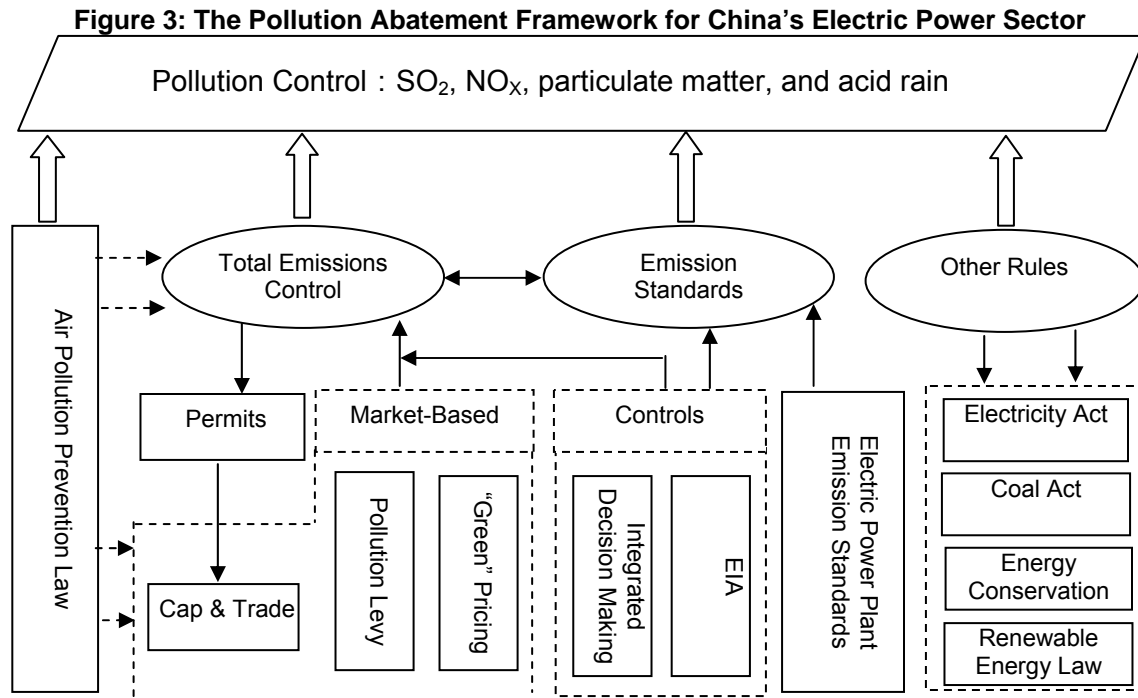 Figure 3: The Pollution Abatement Framework for China’s Electric Power Sector
Pollution Control : SO₂, NOₓ, particulate matter, and acid rain
Air Pollution Prevention Law
Total Emissions
Control
Emission
Standards
Other Rules
Permits
Market-Based
Controls
Electric Power Plant
Emission Standards
Electricity Act
Coal Act
Energy
Conservation
Renewable
Energy Law
Cap & Trade
Pollution Levy
“Green” Pricing
Integrated
Decision Making
EIA